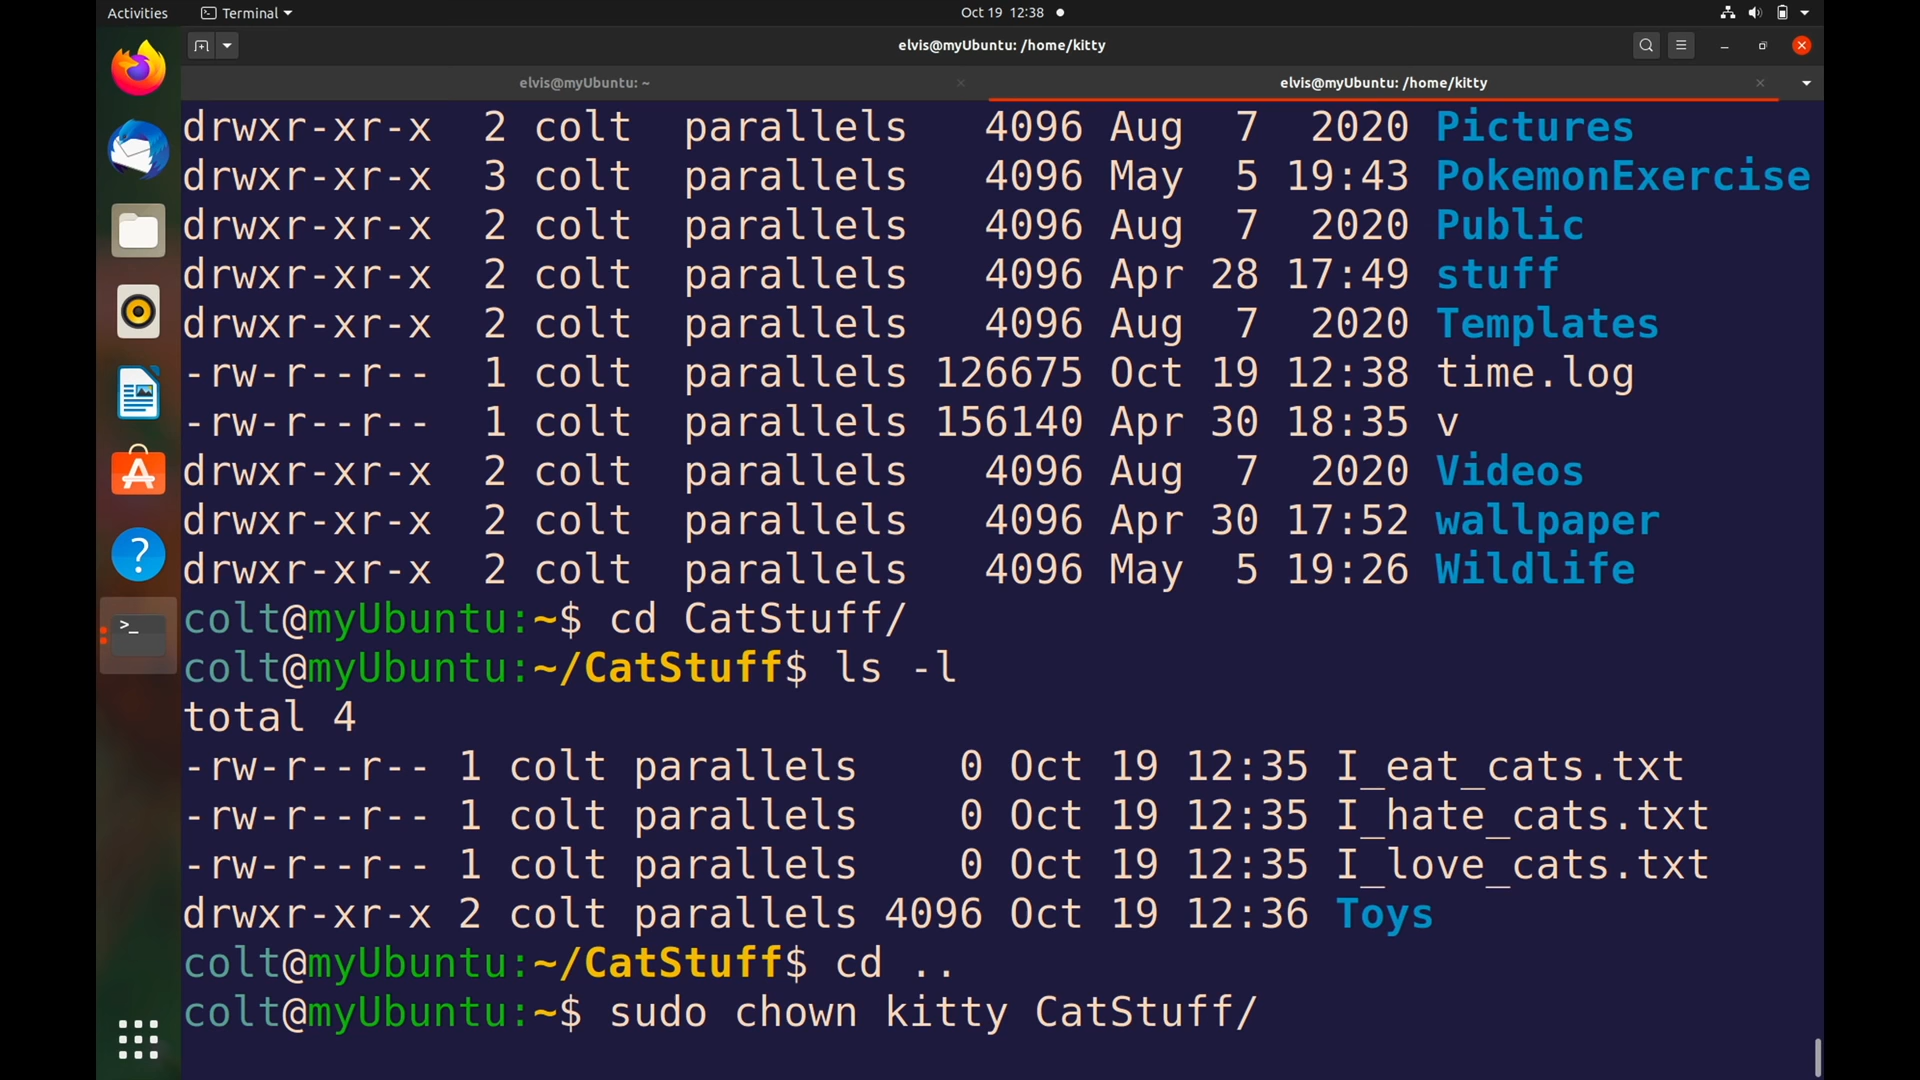 Activities Terminal Oct 19 12:38
elvis@myUbuntu: /home/kitty
elvis@myUbuntu: ~ elvis@myUbuntu: /home/kitty
drwxr-xr-x  2 colt  parallels   4096 Aug  7  2020 Pictures
drwxr-xr-x  3 colt  parallels   4096 May  5 19:43 PokemonExercise
drwxr-xr-x  2 colt  parallels   4096 Aug  7  2020 Public
drwxr-xr-x  2 colt  parallels   4096 Apr 28 17:49 stuff
drwxr-xr-x  2 colt  parallels   4096 Aug  7  2020 Templates
-rw-r--r--  1 colt  parallels 126675 Oct 19 12:38 time.log
-rw-r--r--  1 colt  parallels 156140 Apr 30 18:35 v
drwxr-xr-x  2 colt  parallels   4096 Aug  7  2020 Videos
drwxr-xr-x  2 colt  parallels   4096 Apr 30 17:52 wallpaper
drwxr-xr-x  2 colt  parallels   4096 May  5 19:26 Wildlife
colt@myUbuntu:~$ cd CatStuff/
colt@myUbuntu:~/CatStuff$ ls -l
total 4
-rw-r--r-- 1 colt parallels    0 Oct 19 12:35 I_eat_cats.txt
-rw-r--r-- 1 colt parallels    0 Oct 19 12:35 I_hate_cats.txt
-rw-r--r-- 1 colt parallels    0 Oct 19 12:35 I_love_cats.txt
drwxr-xr-x 2 colt parallels 4096 Oct 19 12:36 Toys
colt@myUbuntu:~/CatStuff$ cd ..
colt@myUbuntu:~$ sudo chown kitty CatStuff/